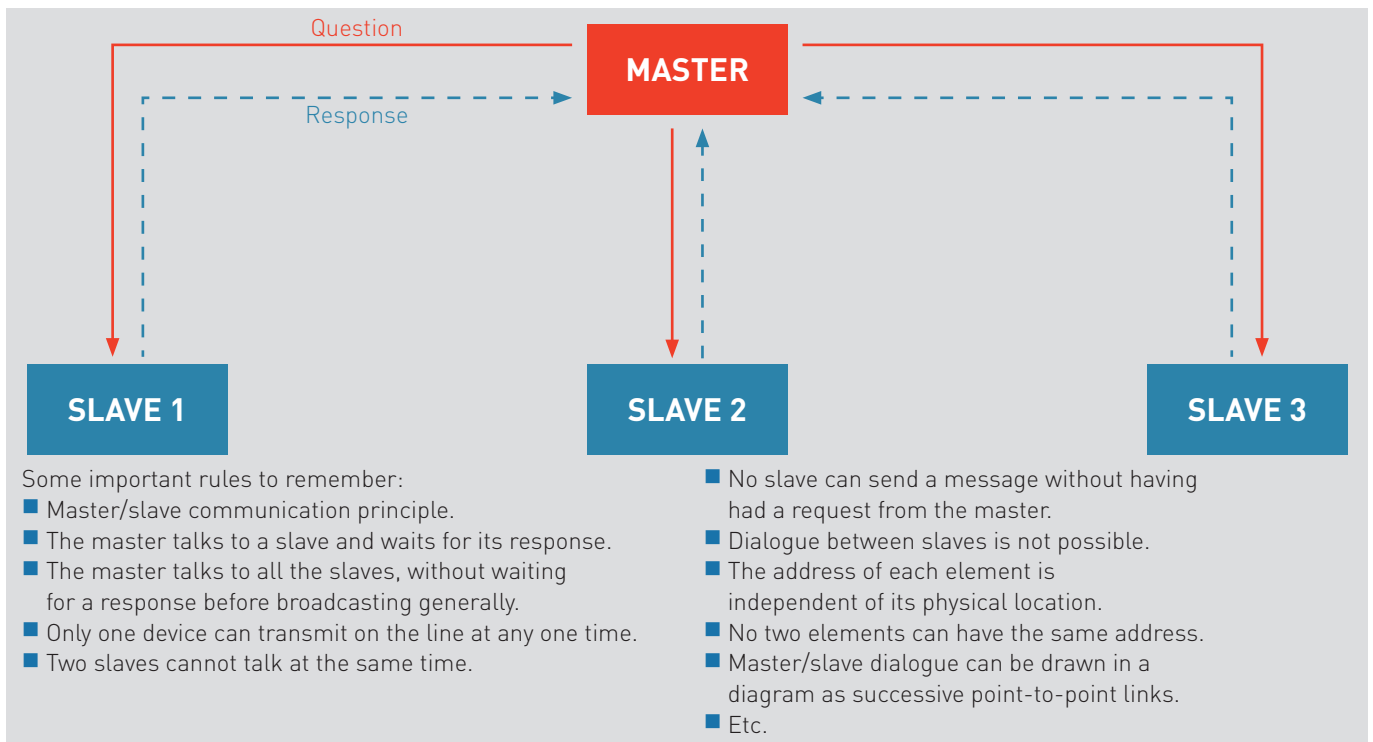 Question
MASTER
Response
SLAVE 1
SLAVE 2
SLAVE 3
Some important rules to remember:
■ Master/slave communication principle.
■ The master talks to a slave and waits for its response.
■ The master talks to all the slaves, without waiting
for a response before broadcasting generally.
■ Only one device can transmit on the line at any one time.
■ Two slaves cannot talk at the same time.
■ No slave can send a message without having
had a request from the master.
■ Dialogue between slaves is not possible.
■ The address of each element is
independent of its physical location.
■ No two elements can have the same address.
■ Master/slave dialogue can be drawn in a
diagram as successive point-to-point links.
■ Etc.